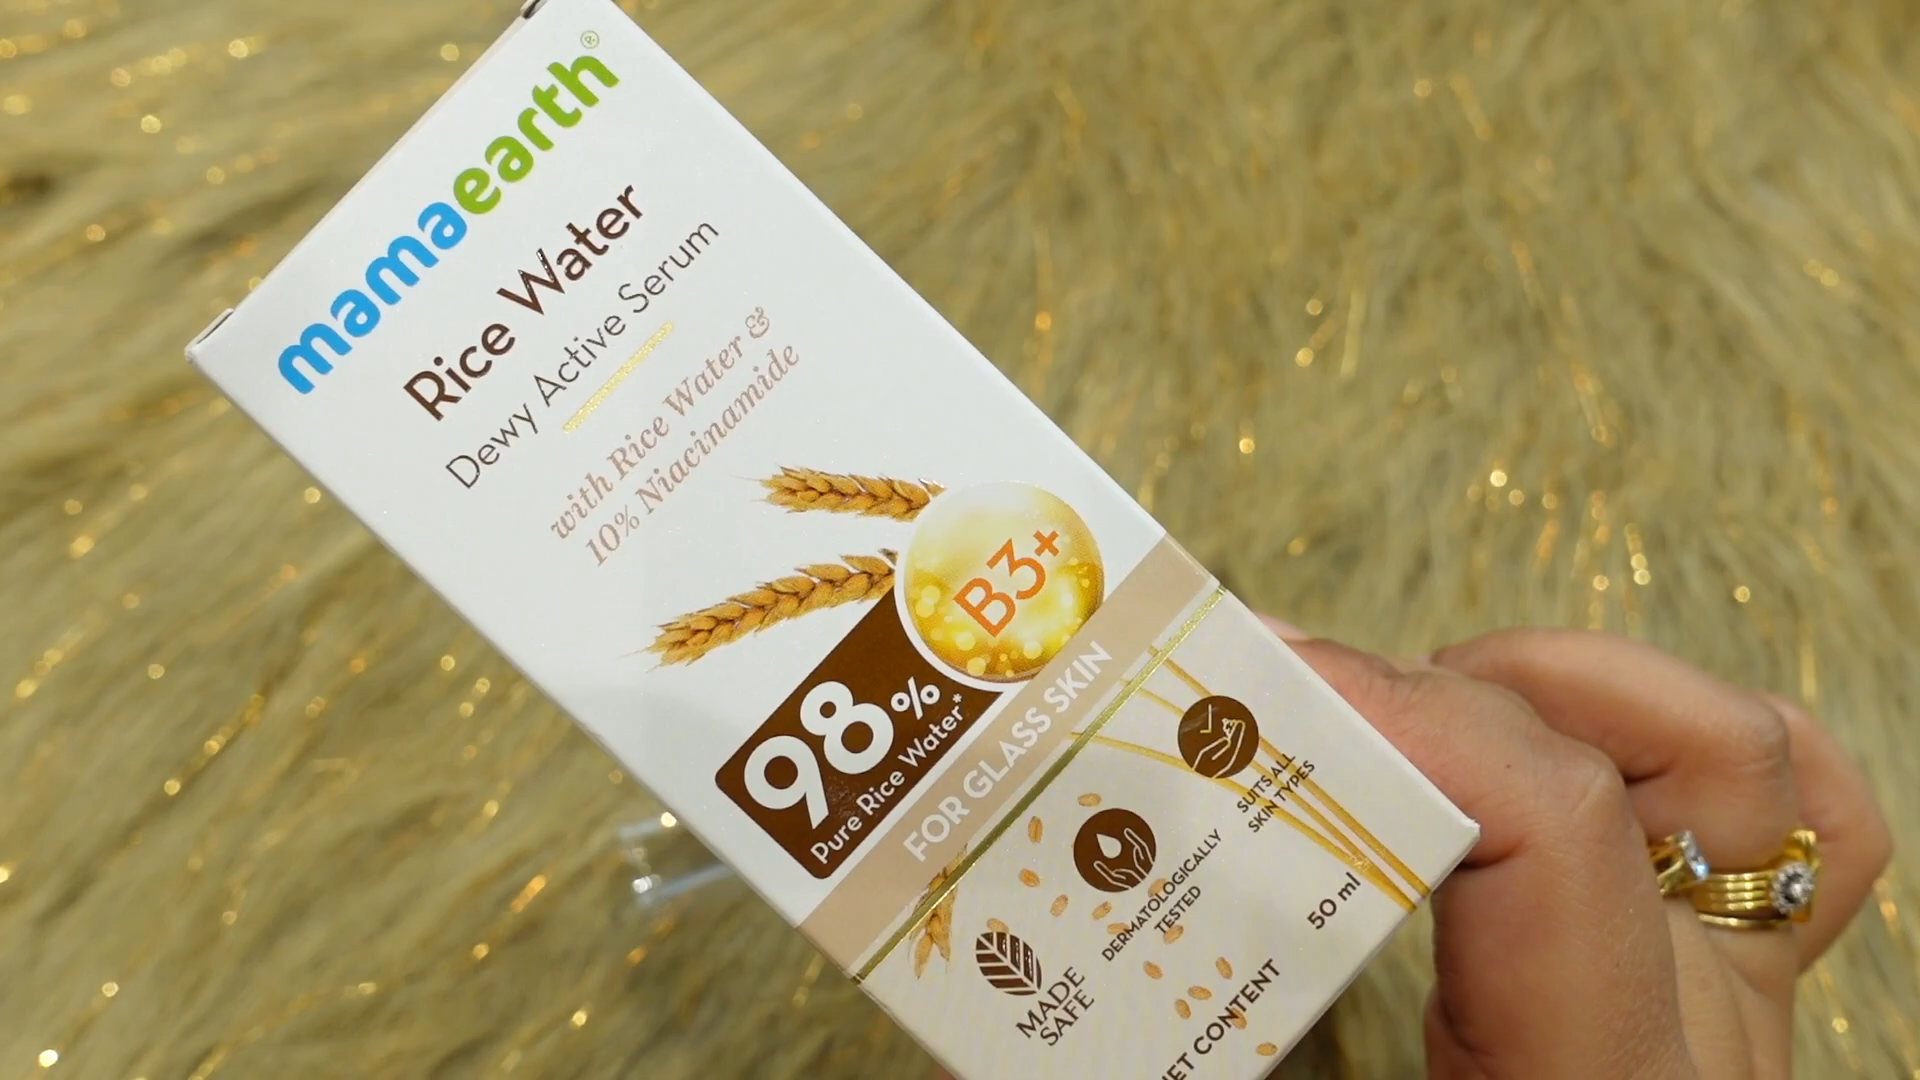 mamaearth®
Rice Water
Dewy Active Serum
with Rice Water &
10% Niacinamide
B3+
98%
Pure Rice Water*
FOR GLASS SKIN
SUITS ALL
SKIN TYPES
DERMATOLOGICALLY
TESTED
MADE
SAFE
50 ml
CONTENT